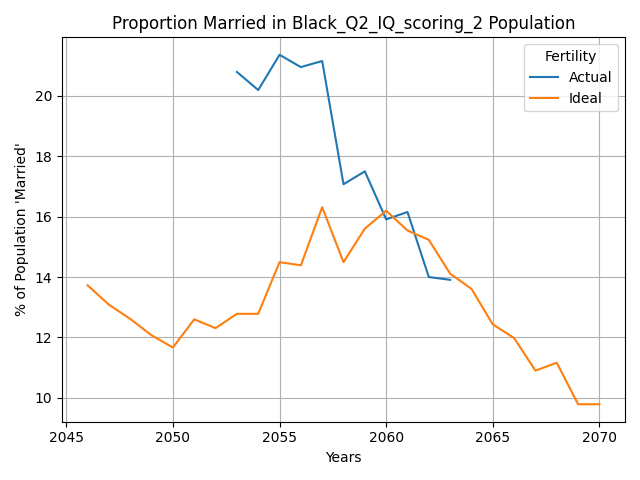 Proportion Married in Black_Q2_IQ_scoring_2 Population
Fertility
Actual
Ideal
% of Population 'Married'
20
18
16
14
12
10
2045
2050
2055
2060
2065
2070
Years